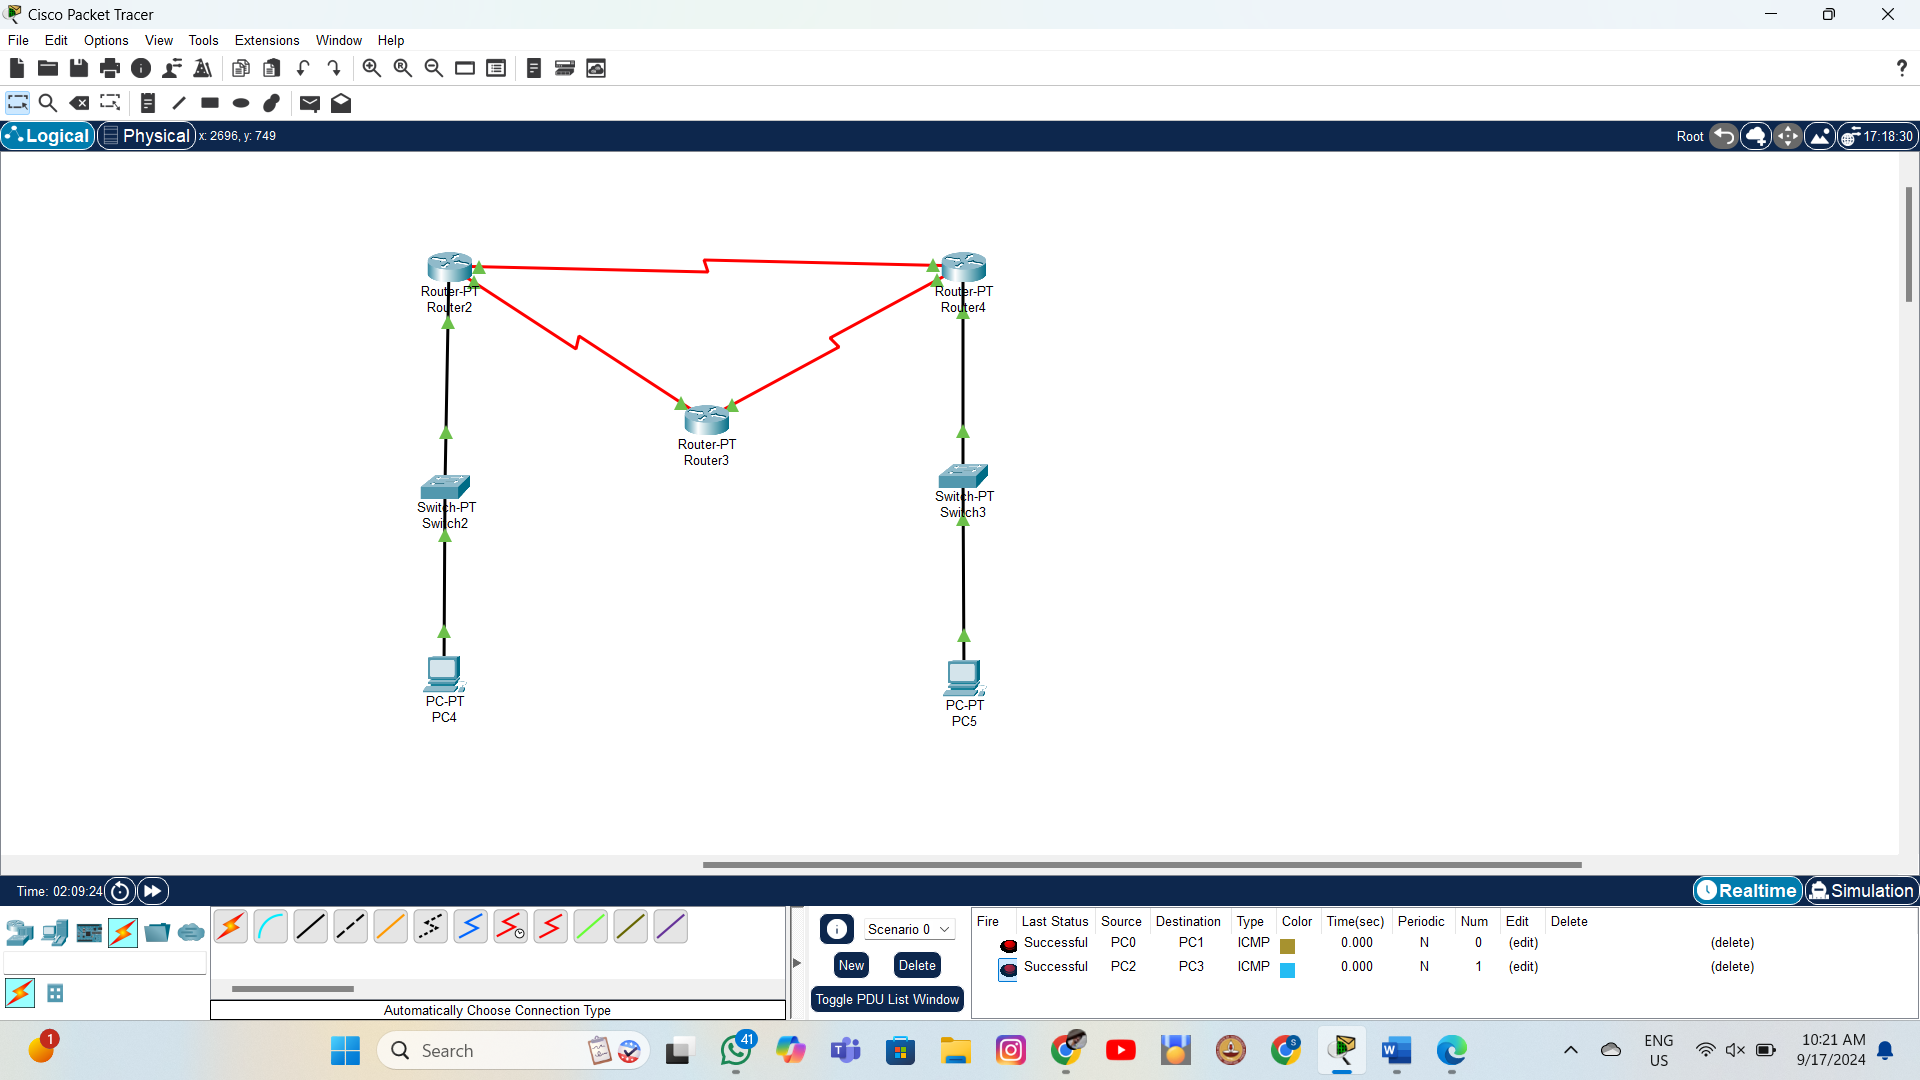 Cisco Packet Tracer
File Edit Options View Tools Extensions Window Help
?
Logical Physical x: 2696, y: 749 Root 17:18:30
Router-PT
Router2
Router-PT
Router4
Router-PT
Router3
Switch-PT
Switch2
Switch-PT
Switch3
PC-PT
PC4
PC-PT
PC5
Time: 02:09:24 Realtime Simulation
Scenario 0
New Delete
Toggle PDU List Window
Fire Last Status Source Destination Type Color Time(sec) Periodic Num Edit Delete
Successful PC0 PC1 ICMP 0.000 N 0 (edit) (delete)
Successful PC2 PC3 ICMP 0.000 N 1 (edit) (delete)
Automatically Choose Connection Type
1
Search
41
S
ENG
US
10:21 AM
9/17/2024